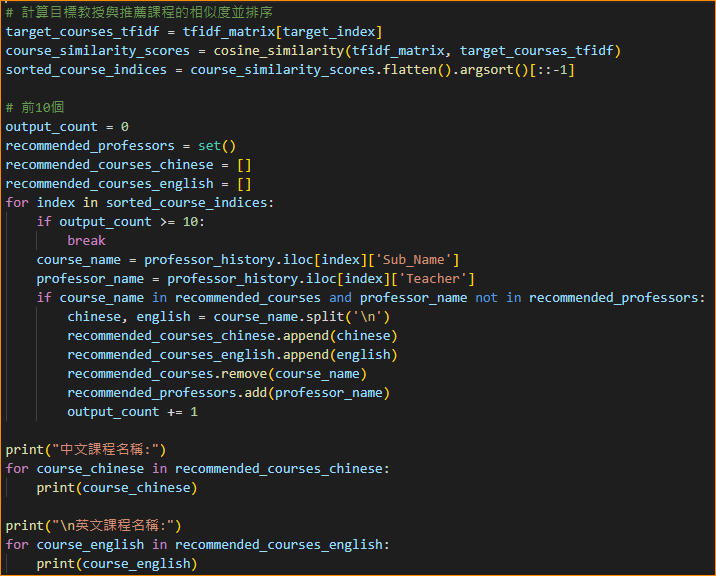 # 計算目標教授與推薦課程的相似度並排序
target_courses_tfidf = tfidf_matrix[target_index]
course_similarity_scores = cosine_similarity(tfidf_matrix, target_courses_tfidf)
sorted_course_indices = course_similarity_scores.flatten().argsort()[::-1]

# 前10個
output_count = 0
recommended_professors = set()
recommended_courses_chinese = []
recommended_courses_english = []
for index in sorted_course_indices:
    if output_count >= 10:
        break
    course_name = professor_history.iloc[index]['Sub_Name']
    professor_name = professor_history.iloc[index]['Teacher']
    if course_name in recommended_courses and professor_name not in recommended_professors:
        chinese, english = course_name.split('\n')
        recommended_courses_chinese.append(chinese)
        recommended_courses_english.append(english)
        recommended_courses.remove(course_name)
        recommended_professors.add(professor_name)
        output_count += 1

print("中文課程名稱:")
for course_chinese in recommended_courses_chinese:
    print(course_chinese)

print("\n英文課程名稱:")
for course_english in recommended_courses_english:
    print(course_english)